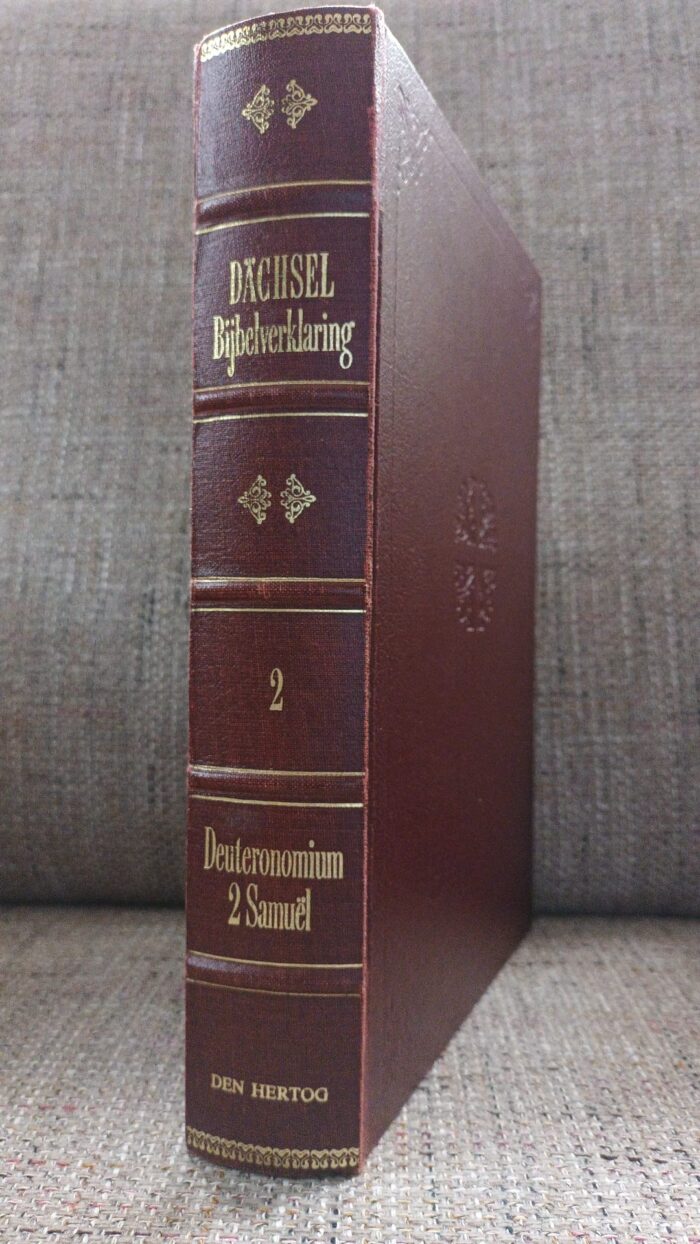 DÄCHSEL
Bijbelverklaring
2
Deuteronomium
2 Samuël
DEN HERTOG